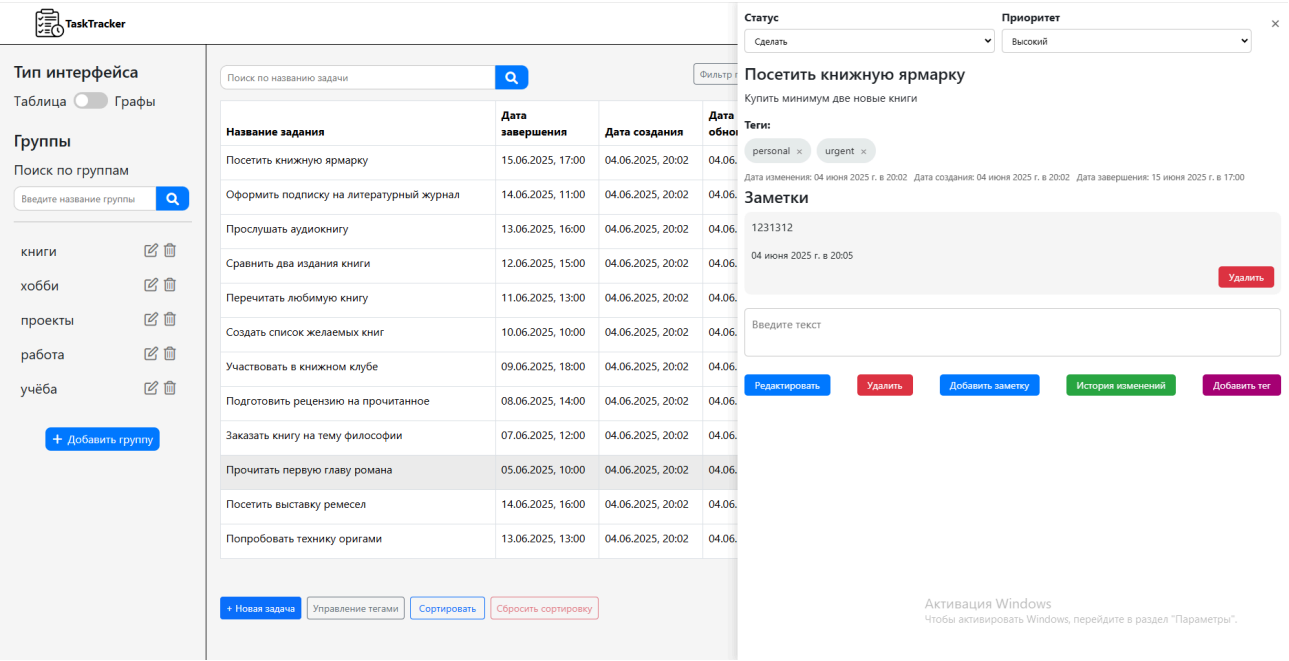 TaskTracker
Тип интерфейса
Таблица Графы
Группы
Поиск по группам
Введите название группы
книги
хобби
проекты
работа
учёба
+ Добавить группу
Поиск по названию задачи
Фильтр
Название задания Дата завершения Дата создания Дата
Посетить книжную ярмарку 15.06.2025, 17:00 04.06.2025, 20:02 04.06.
Оформить подписку на литературный журнал 14.06.2025, 11:00 04.06.2025, 20:02 04.06.
Прослушать аудиокнигу 13.06.2025, 16:00 04.06.2025, 20:02 04.06.
Сравнить два издания книги 12.06.2025, 15:00 04.06.2025, 20:02 04.06.
Перечитать любимую книгу 11.06.2025, 13:00 04.06.2025, 20:02 04.06.
Создать список желаемых книг 10.06.2025, 10:00 04.06.2025, 20:02 04.06.
Участвовать в книжном клубе 09.06.2025, 18:00 04.06.2025, 20:02 04.06.
Подготовить рецензию на прочитанное 08.06.2025, 14:00 04.06.2025, 20:02 04.06.
Заказать книгу на тему философии 07.06.2025, 12:00 04.06.2025, 20:02 04.06.
Прочитать первую главу романа 05.06.2025, 10:00 04.06.2025, 20:02 04.06.
Посетить выставку ремесел 14.06.2025, 16:00 04.06.2025, 20:02 04.06.
Попробовать технику оригами 13.06.2025, 13:00 04.06.2025, 20:02 04.06.
+ Новая задача Управление тегами Сортировать Сбросить сортировку
Статус Приоритет ×
Сделать Высокий
Посетить книжную ярмарку
Купить минимум две новые книги
Теги:
personal × urgent ×
Дата изменения: 04 июня 2025 г. в 20:02 Дата создания: 04 июня 2025 г. в 20:02 Дата завершения: 15 июня 2025 г. в 17:00
Заметки
1231312
04 июня 2025 г. в 20:05
Удалить
Введите текст
Редактировать Удалить Добавить заметку История изменений Добавить тег
Активация Windows
Чтобы активировать Windows, перейдите в раздел "Параметры".